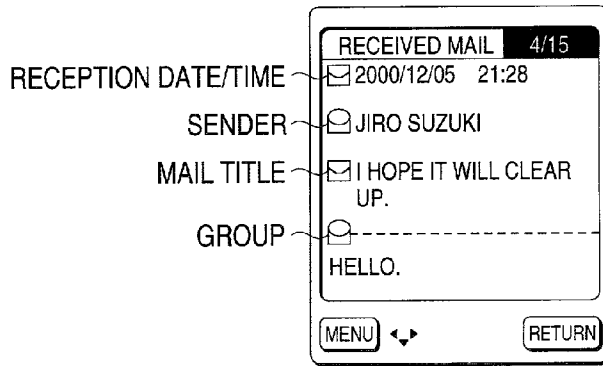 RECEIVED MAIL 4/15
RECEPTION DATE/TIME 2000/12/05 21:28
SENDER JIRO SUZUKI
MAIL TITLE I HOPE IT WILL CLEAR
UP.
GROUP
HELLO.
MENU RETURN